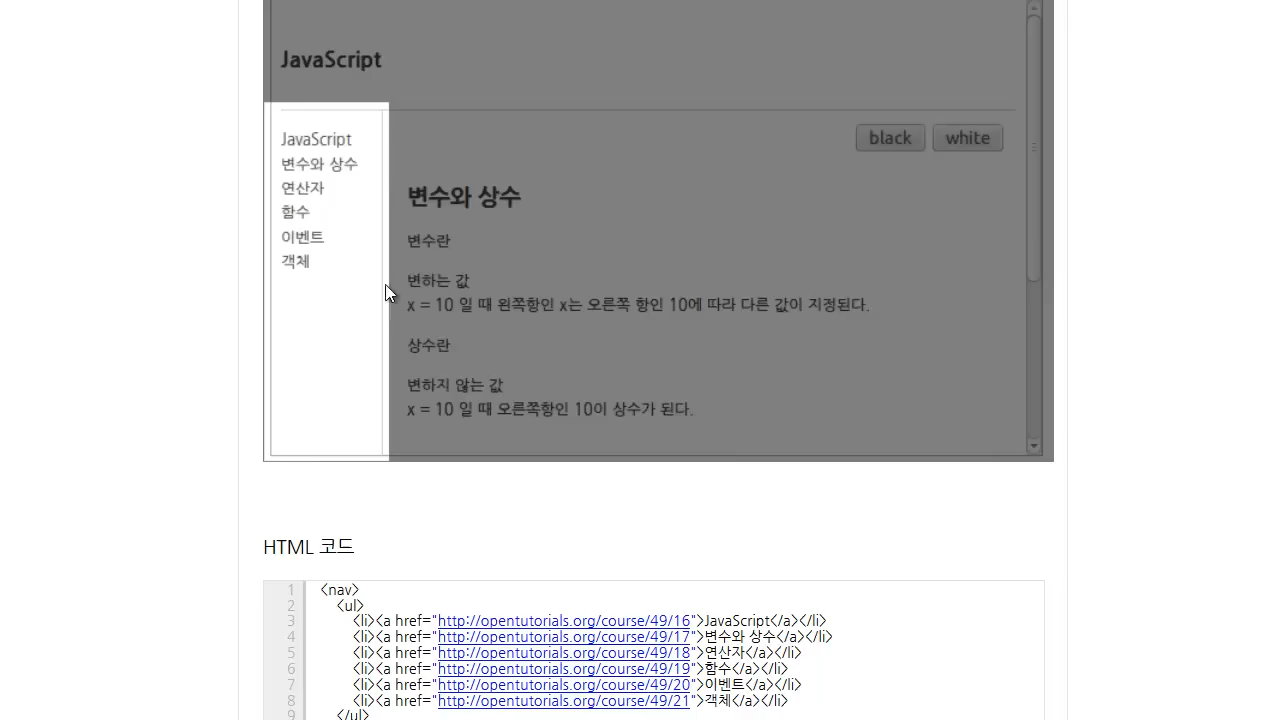 JavaScript
JavaScript
변수와 상수
연산자
함수
이벤트
객체
black white
변수와 상수
변수란
변하는 값
x = 10 일 때 왼쪽항인 x는 오른쪽 항인 10에 따라 다른 값이 지정된다.
상수란
변하지 않는 값
x = 10 일 때 오른쪽항인 10이 상수가 된다.
HTML 코드
1 <nav>
2 <ul>
3 <li><a href="http://opentutorials.org/course/49/16">JavaScript</a></li>
4 <li><a href="http://opentutorials.org/course/49/17">변수와 상수</a></li>
5 <li><a href="http://opentutorials.org/course/49/18">연산자</a></li>
6 <li><a href="http://opentutorials.org/course/49/19">함수</a></li>
7 <li><a href="http://opentutorials.org/course/49/20">이벤트</a></li>
8 <li><a href="http://opentutorials.org/course/49/21">객체</a></li>
9 </ul>